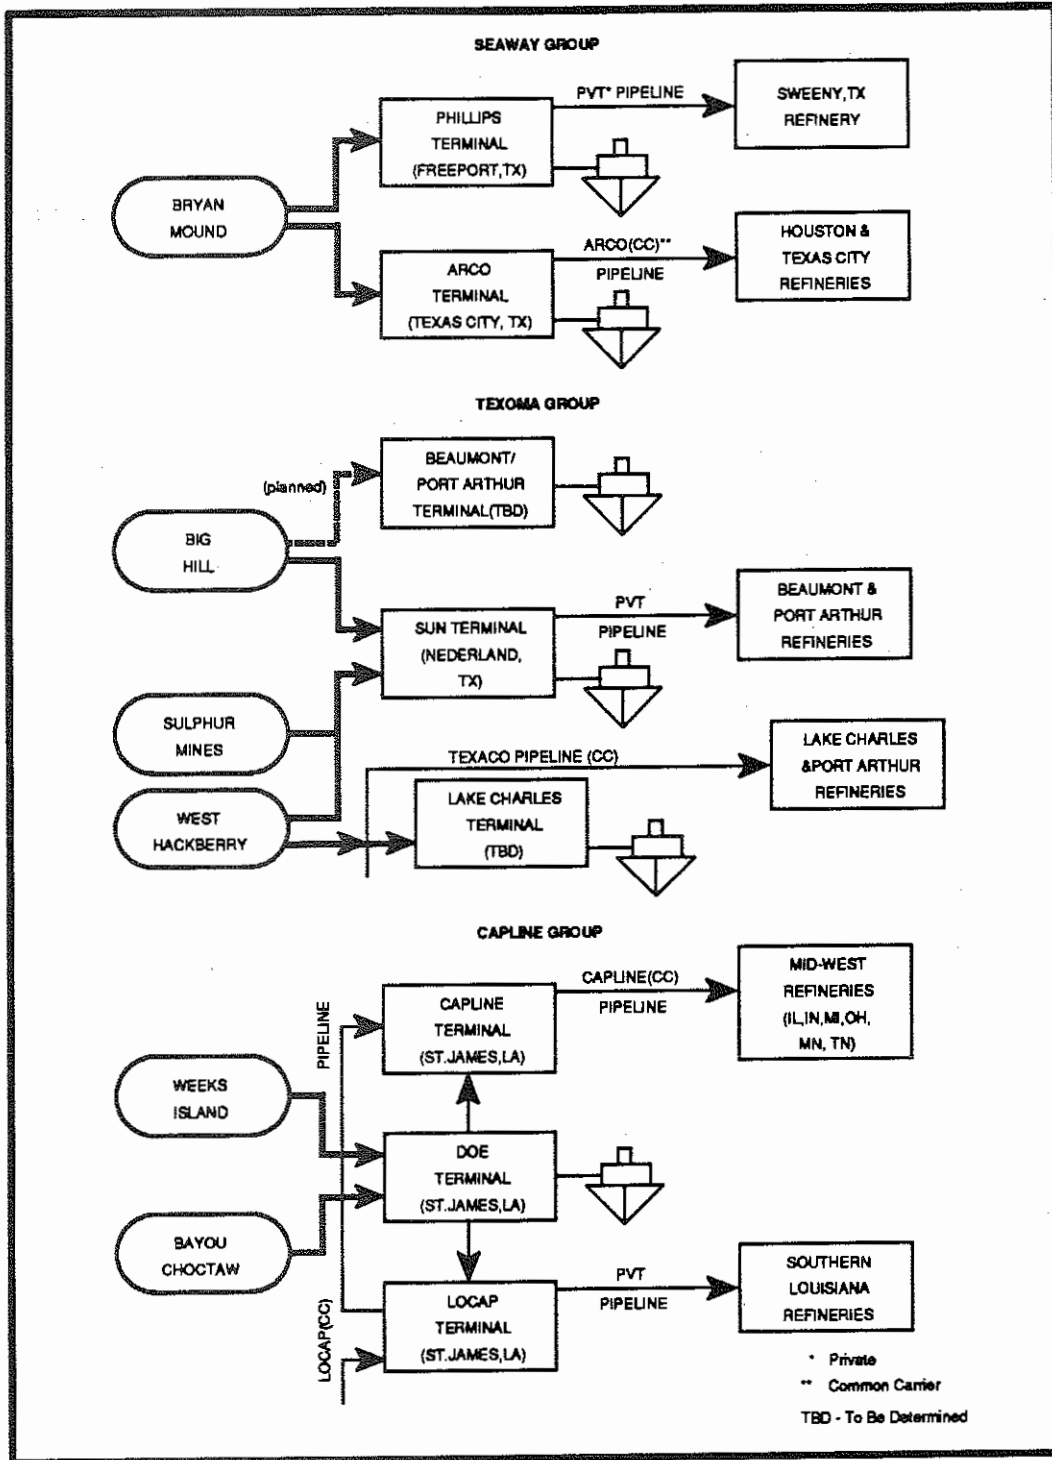 SEAWAY GROUP
PVT* PIPELINE
PHILLIPS
TERMINAL
(FREEPORT,TX)
SWEENY,TX
REFINERY
BRYAN
MOUND
ARCO(CC)**
PIPELINE
ARCO
TERMINAL
(TEXAS CITY, TX)
HOUSTON &
TEXAS CITY
REFINERIES
TEXOMA GROUP
(planned)
BEAUMONT/
PORT ARTHUR
TERMINAL(TBD)
BIG
HILL
SUN TERMINAL
(NEDERLAND,
TX)
PVT
PIPELINE
BEAUMONT &
PORT ARTHUR
REFINERIES
SULPHUR
MINES
TEXACO PIPELINE (CC)
LAKE CHARLES
&PORT ARTHUR
REFINERIES
WEST
HACKBERRY
LAKE CHARLES
TERMINAL
(TBD)
CAPLINE GROUP
PIPELINE
CAPLINE
TERMINAL
(ST.JAMES,LA)
CAPLINE(CC)
PIPELINE
MID-WEST
REFINERIES
(IL,IN,MI,OH,
MN, TN)
WEEKS
ISLAND
DOE
TERMINAL
(ST.JAMES,LA)
BAYOU
CHOCTAW
LOCAP(CC)
LOCAP
TERMINAL
(ST.JAMES,LA)
PVT
PIPELINE
SOUTHERN
LOUISIANA
REFINERIES
* Private
** Common Carrier
TBD - To Be Determined